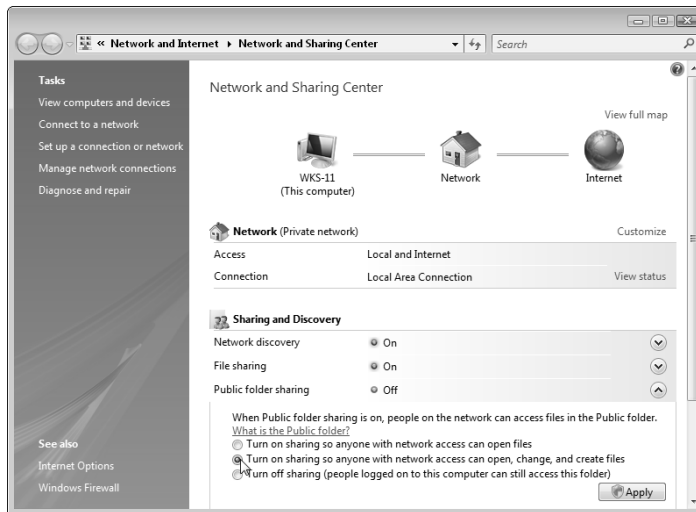 « Network and Internet ▸ Network and Sharing Center
Search
Tasks
View computers and devices
Connect to a network
Set up a connection or network
Manage network connections
Diagnose and repair
See also
Internet Options
Windows Firewall
Network and Sharing Center
View full map
WKS-11
(This computer)
Network
Internet
Network (Private network)
Customize
Access Local and Internet
Connection Local Area Connection View status
Sharing and Discovery
Network discovery On
File sharing On
Public folder sharing Off
When Public folder sharing is on, people on the network can access files in the Public folder.
What is the Public folder?
Turn on sharing so anyone with network access can open files
Turn on sharing so anyone with network access can open, change, and create files
Turn off sharing (people logged on to this computer can still access this folder)
Apply